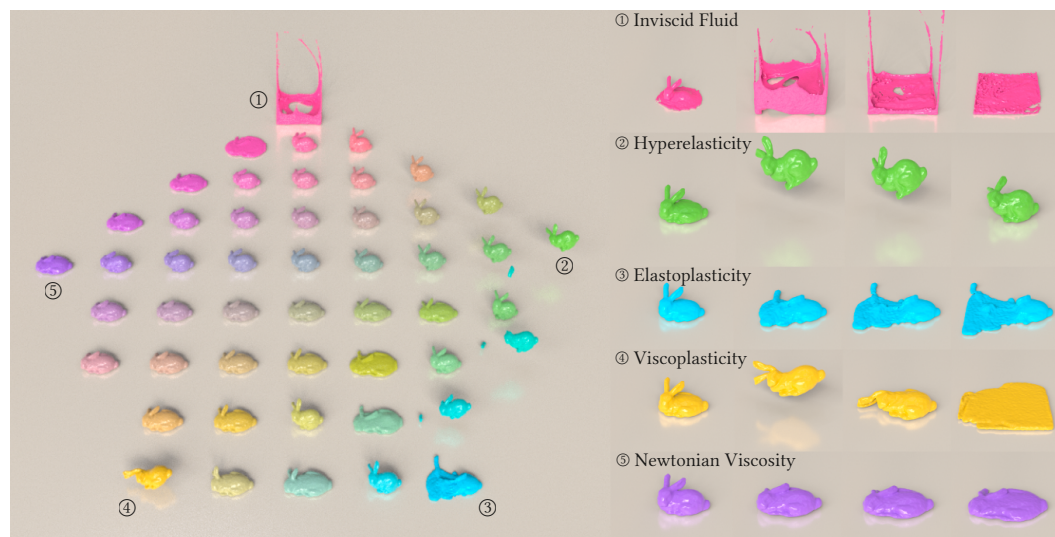 ①
②
⑤
④
③
① Inviscid Fluid
② Hyperelasticity
③ Elastoplasticity
④ Viscoplasticity
⑤ Newtonian Viscosity